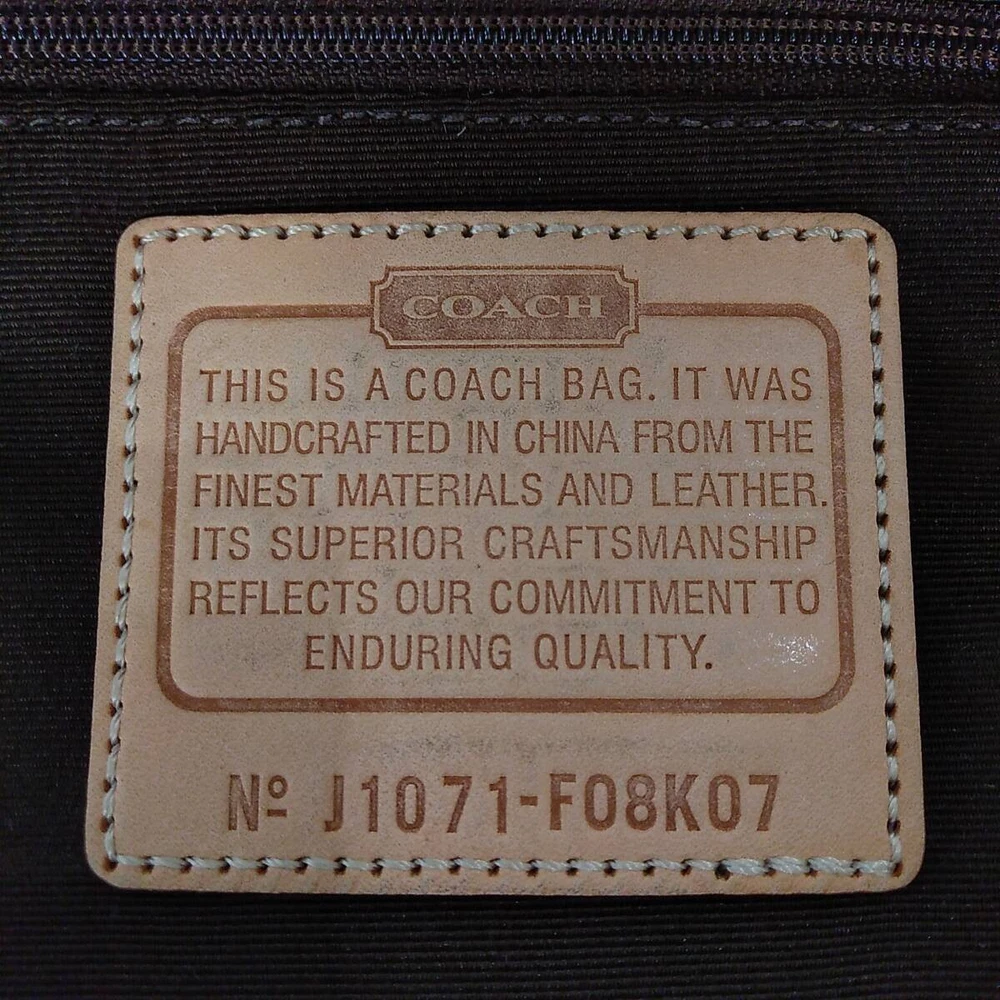 COACH
THIS IS A COACH BAG. IT WAS
HANDCRAFTED IN CHINA FROM THE
FINEST MATERIALS AND LEATHER.
ITS SUPERIOR CRAFTSMANSHIP
REFLECTS OUR COMMITMENT TO
ENDURING QUALITY.
Nº J1071-F08K07